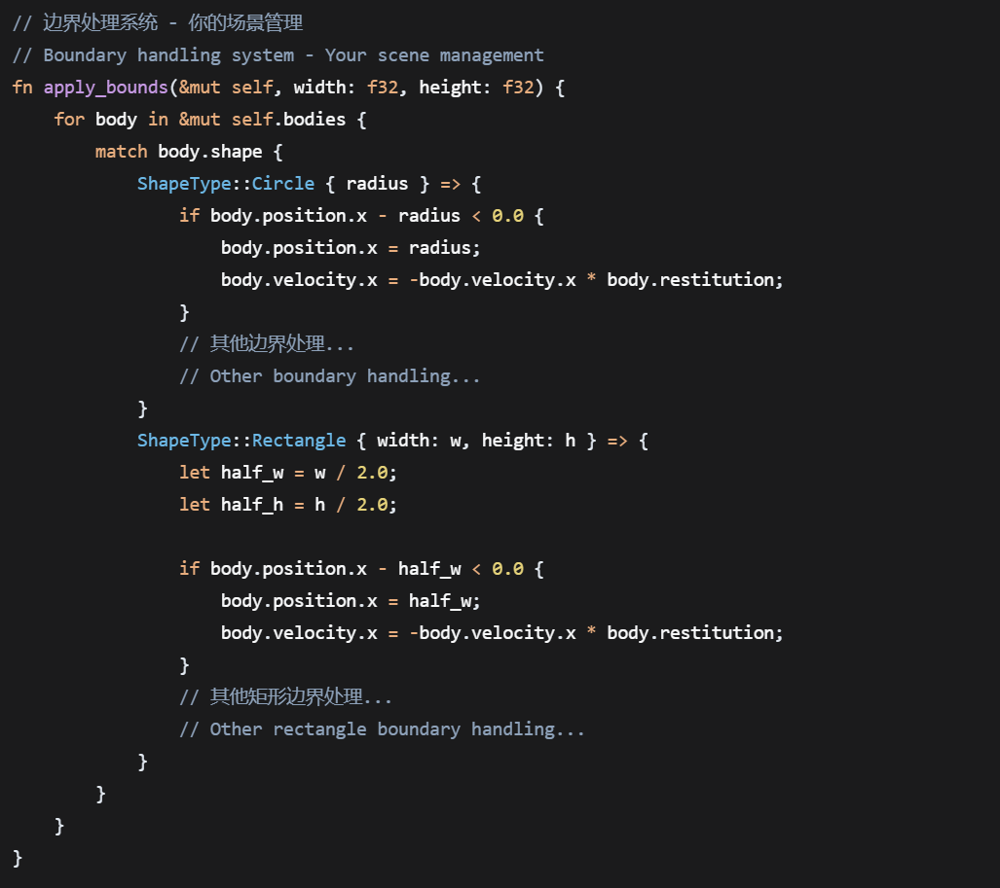 // 边界处理系统 - 你的场景管理
// Boundary handling system - Your scene management
fn apply_bounds(&mut self, width: f32, height: f32) {
    for body in &mut self.bodies {
        match body.shape {
            ShapeType::Circle { radius } => {
                if body.position.x - radius < 0.0 {
                    body.position.x = radius;
                    body.velocity.x = -body.velocity.x * body.restitution;
                }
                // 其他边界处理...
                // Other boundary handling...
            }
            ShapeType::Rectangle { width: w, height: h } => {
                let half_w = w / 2.0;
                let half_h = h / 2.0;

                if body.position.x - half_w < 0.0 {
                    body.position.x = half_w;
                    body.velocity.x = -body.velocity.x * body.restitution;
                }
                // 其他矩形边界处理...
                // Other rectangle boundary handling...
            }
        }
    }
}